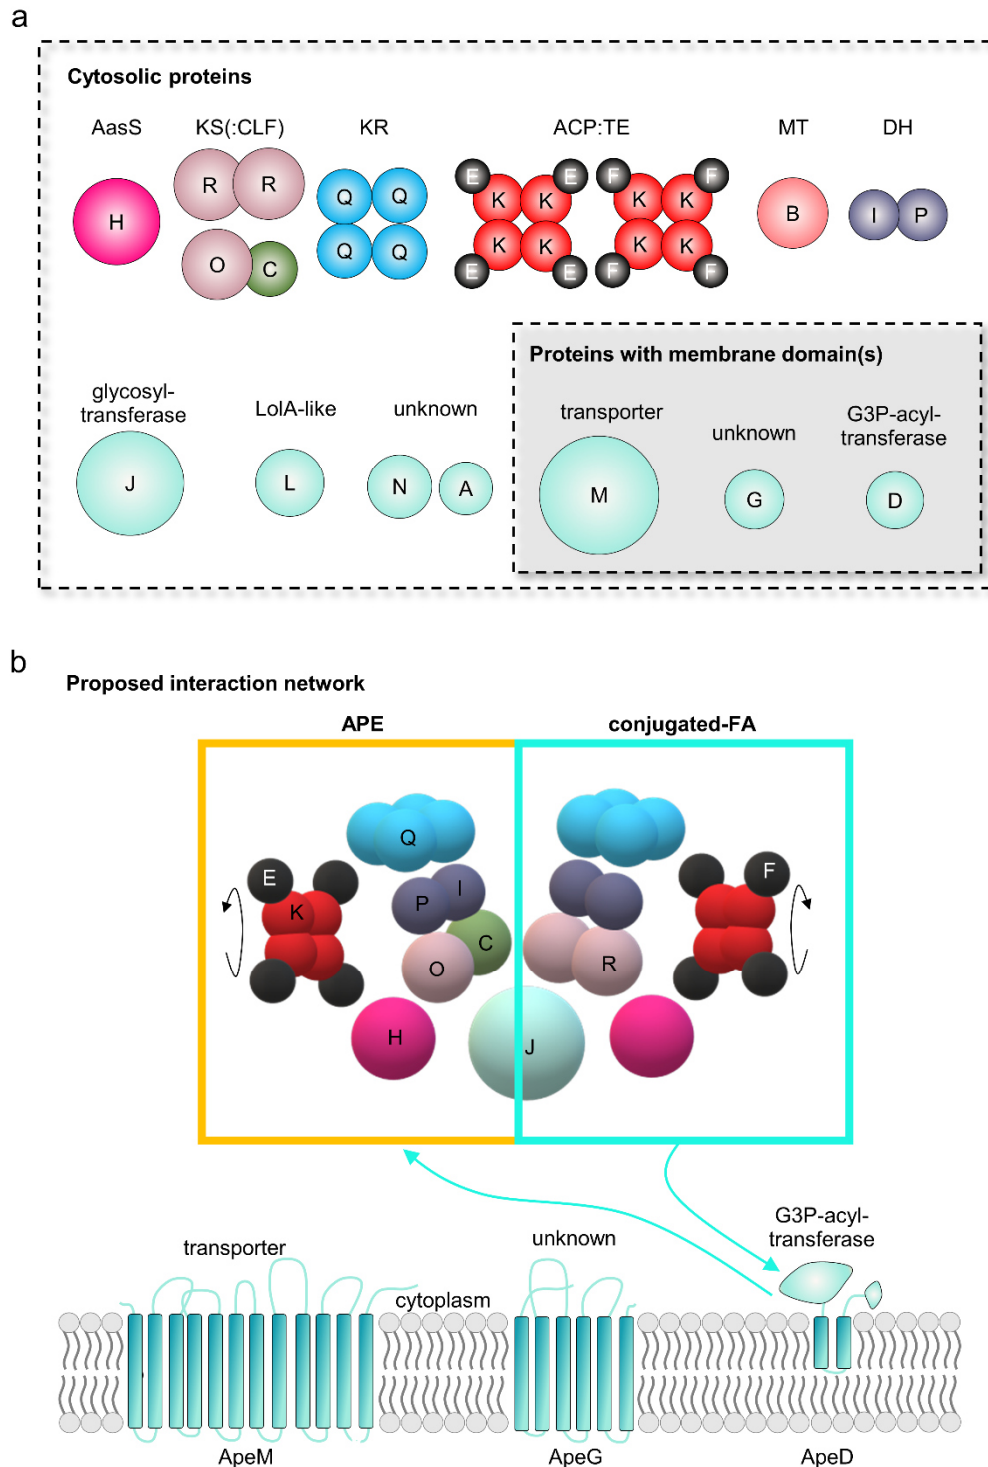 a
Cytosolic proteins
AasS KS(:CLF) KR ACP:TE MT DH
R R
E E F F
K K K K
Q Q
H
B
I P
Q Q
K K K K
O C
E E F F
Proteins with membrane domain(s)
glycosyl-
transferase
LolA-like
unknown
transporter
unknown
G3P-acyl-
transferase
J L N A M G D
b
Proposed interaction network
APE conjugated-FA
Q
E
F
K
P
I
C
O
R
H
J
G3P-acyl-
transferase
transporter
unknown
cytoplasm
ApeM ApeG ApeD